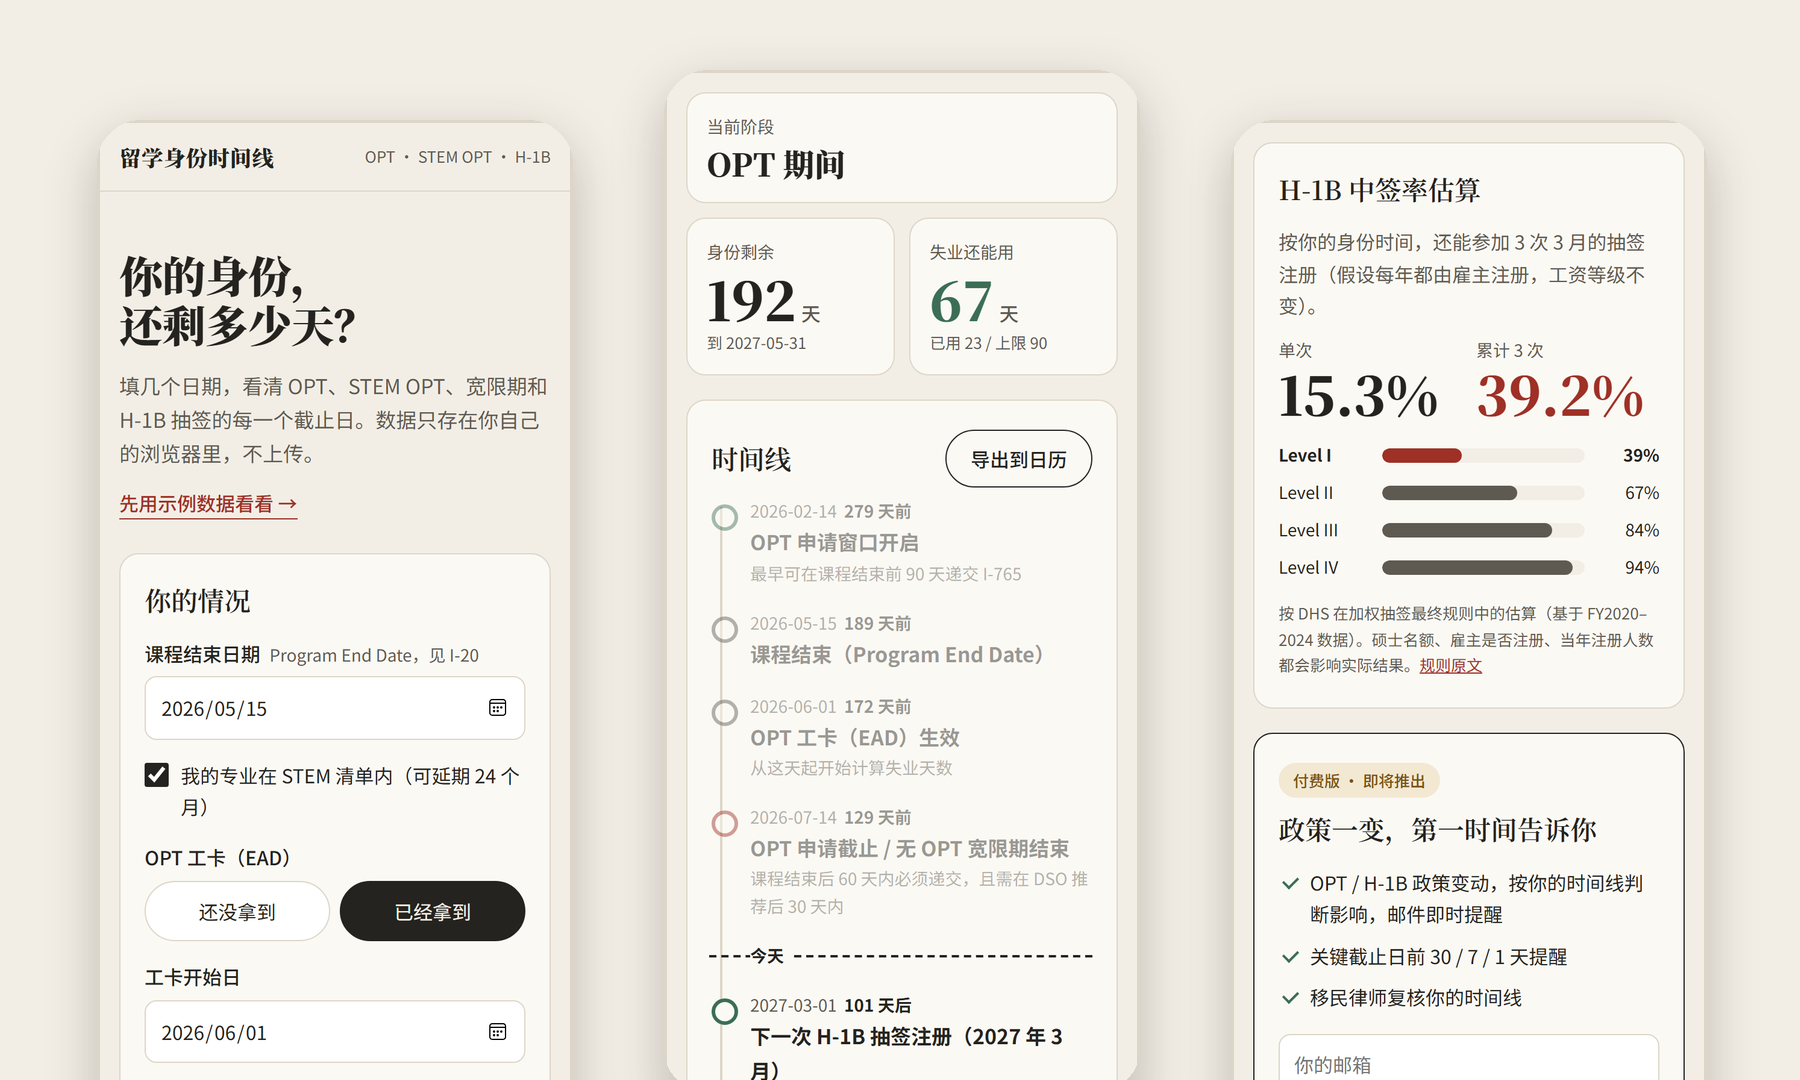 留学身份时间线
OPT · STEM OPT · H-1B
你的身份，
还剩多少天？
填几个日期，看清 OPT、STEM OPT、宽限期和
H-1B 抽签的每一个截止日。数据只存在你自己
的浏览器里，不上传。
先用示例数据看看 →
你的情况
课程结束日期 Program End Date，见 I-20
2026/05/15
我的专业在 STEM 清单内（可延期 24 个
月）
OPT 工卡（EAD）
还没拿到
已经拿到
工卡开始日
2026/06/01
当前阶段
OPT 期间
身份剩余
192 天
到 2027-05-31
失业还能用
67 天
已用 23 / 上限 90
时间线
导出到日历
2026-02-14 279 天前
OPT 申请窗口开启
最早可在课程结束前 90 天递交 I-765
2026-05-15 189 天前
课程结束（Program End Date）
2026-06-01 172 天前
OPT 工卡（EAD）生效
从这天起开始计算失业天数
2026-07-14 129 天前
OPT 申请截止 / 无 OPT 宽限期结束
课程结束后 60 天内必须递交，且需在 DSO 推
荐后 30 天内
今天
2027-03-01 101 天后
下一次 H-1B 抽签注册（2027 年 3
月）
H-1B 中签率估算
按你的身份时间，还能参加 3 次 3 月的抽签
注册（假设每年都由雇主注册，工资等级不
变）。
单次
15.3%
累计 3 次
39.2%
Level I 39%
Level II 67%
Level III 84%
Level IV 94%
按 DHS 在加权抽签最终规则中的估算（基于 FY2020–
2024 数据）。硕士名额、雇主是否注册、当年注册人数
都会影响实际结果。规则原文
付费版 · 即将推出
政策一变，第一时间告诉你
OPT / H-1B 政策变动，按你的时间线判
断影响，邮件即时提醒
关键截止日前 30 / 7 / 1 天提醒
移民律师复核你的时间线
你的邮箱